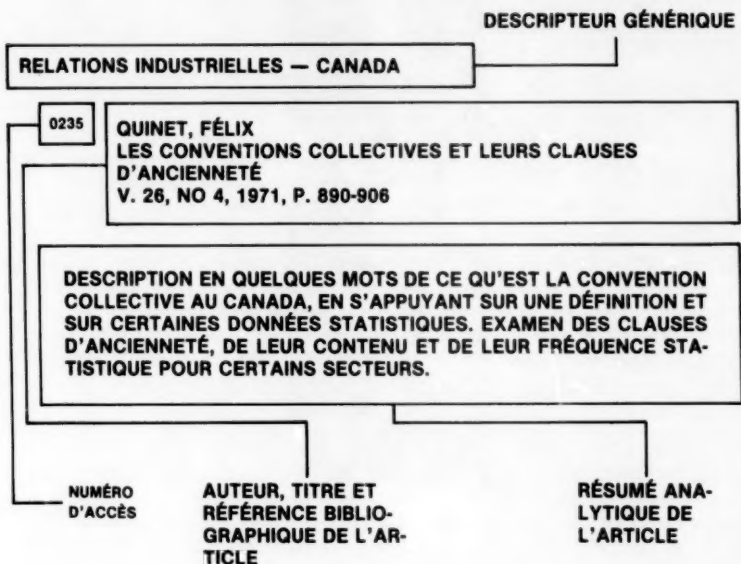 DESCRIPTEUR GÉNÉRIQUE
RELATIONS INDUSTRIELLES — CANADA
0235
QUINET, FÉLIX
LES CONVENTIONS COLLECTIVES ET LEURS CLAUSES
D'ANCIENNETÉ
V. 26, NO 4, 1971, P. 890-906
DESCRIPTION EN QUELQUES MOTS DE CE QU'EST LA CONVENTION
COLLECTIVE AU CANADA, EN S'APPUYANT SUR UNE DÉFINITION ET
SUR CERTAINES DONNÉES STATISTIQUES. EXAMEN DES CLAUSES
D'ANCIENNETÉ, DE LEUR CONTENU ET DE LEUR FRÉQUENCE STA-
TISTIQUE POUR CERTAINS SECTEURS.
NUMÉRO
D'ACCÈS
AUTEUR, TITRE ET
RÉFÉRENCE BIBLIO-
GRAPHIQUE DE L'AR-
TICLE
RÉSUMÉ ANA-
LYTIQUE DE
L'ARTICLE